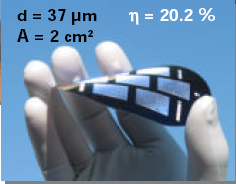 d = 37 µm
η = 20.2 %
A = 2 cm²